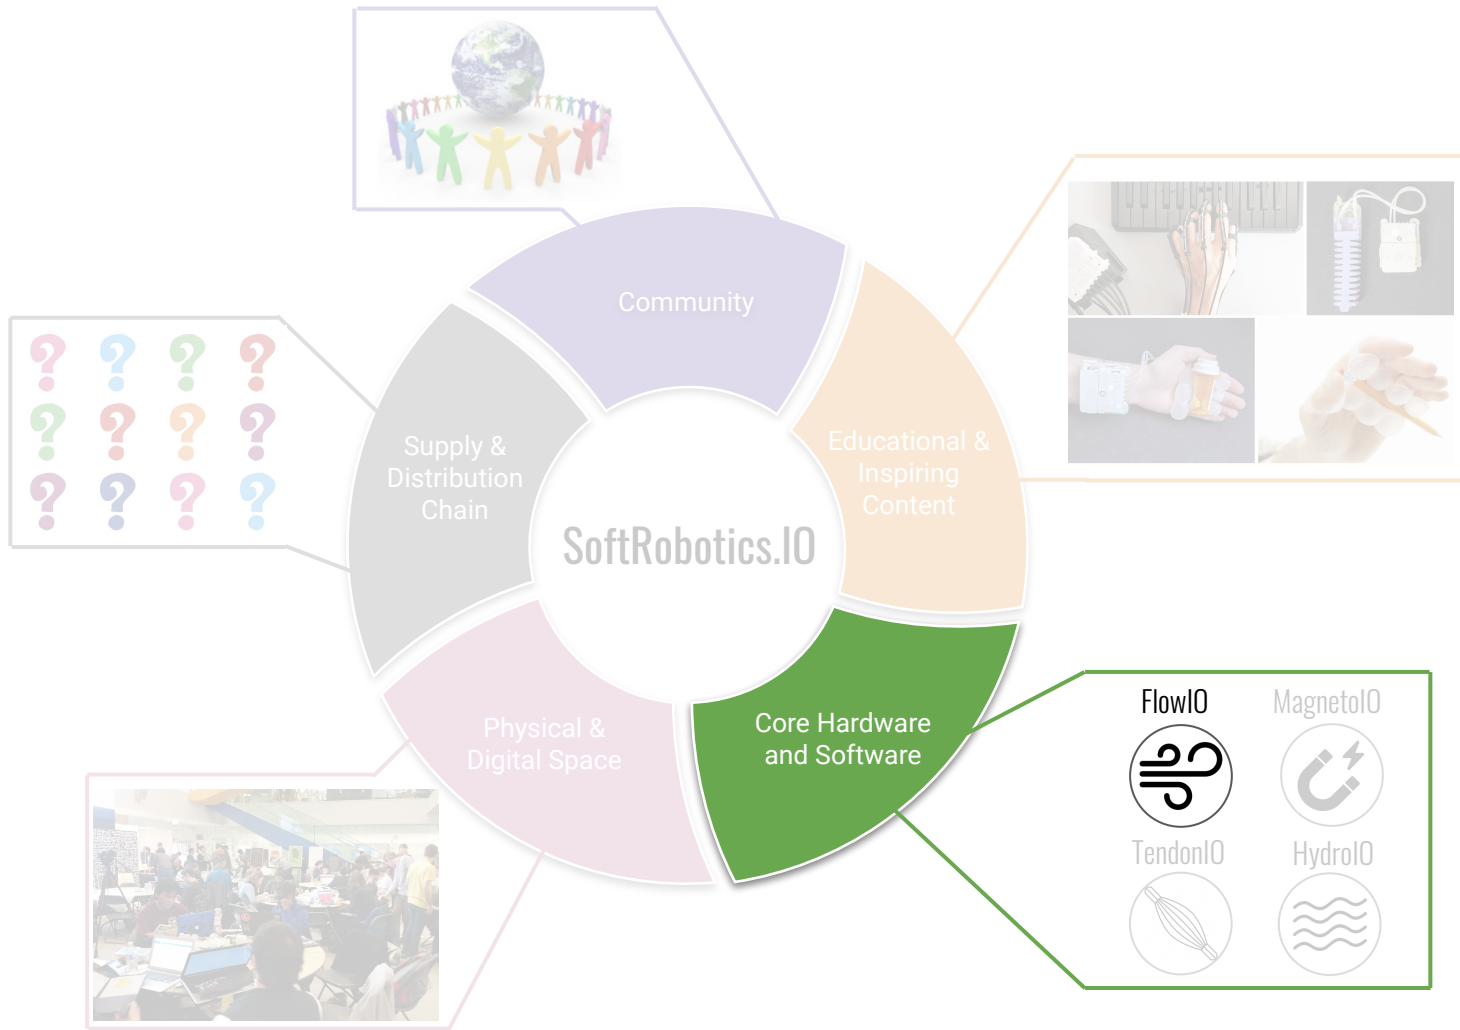 Community
Educational &
Inspiring
Content
Supply &
Distribution
Chain
SoftRobotics.IO
Physical &
Digital Space
Core Hardware
and Software
FlowIO
MagnetoIO
TendonIO
HydroIO
? ? ? ?
? ? ? ?
? ? ? ?